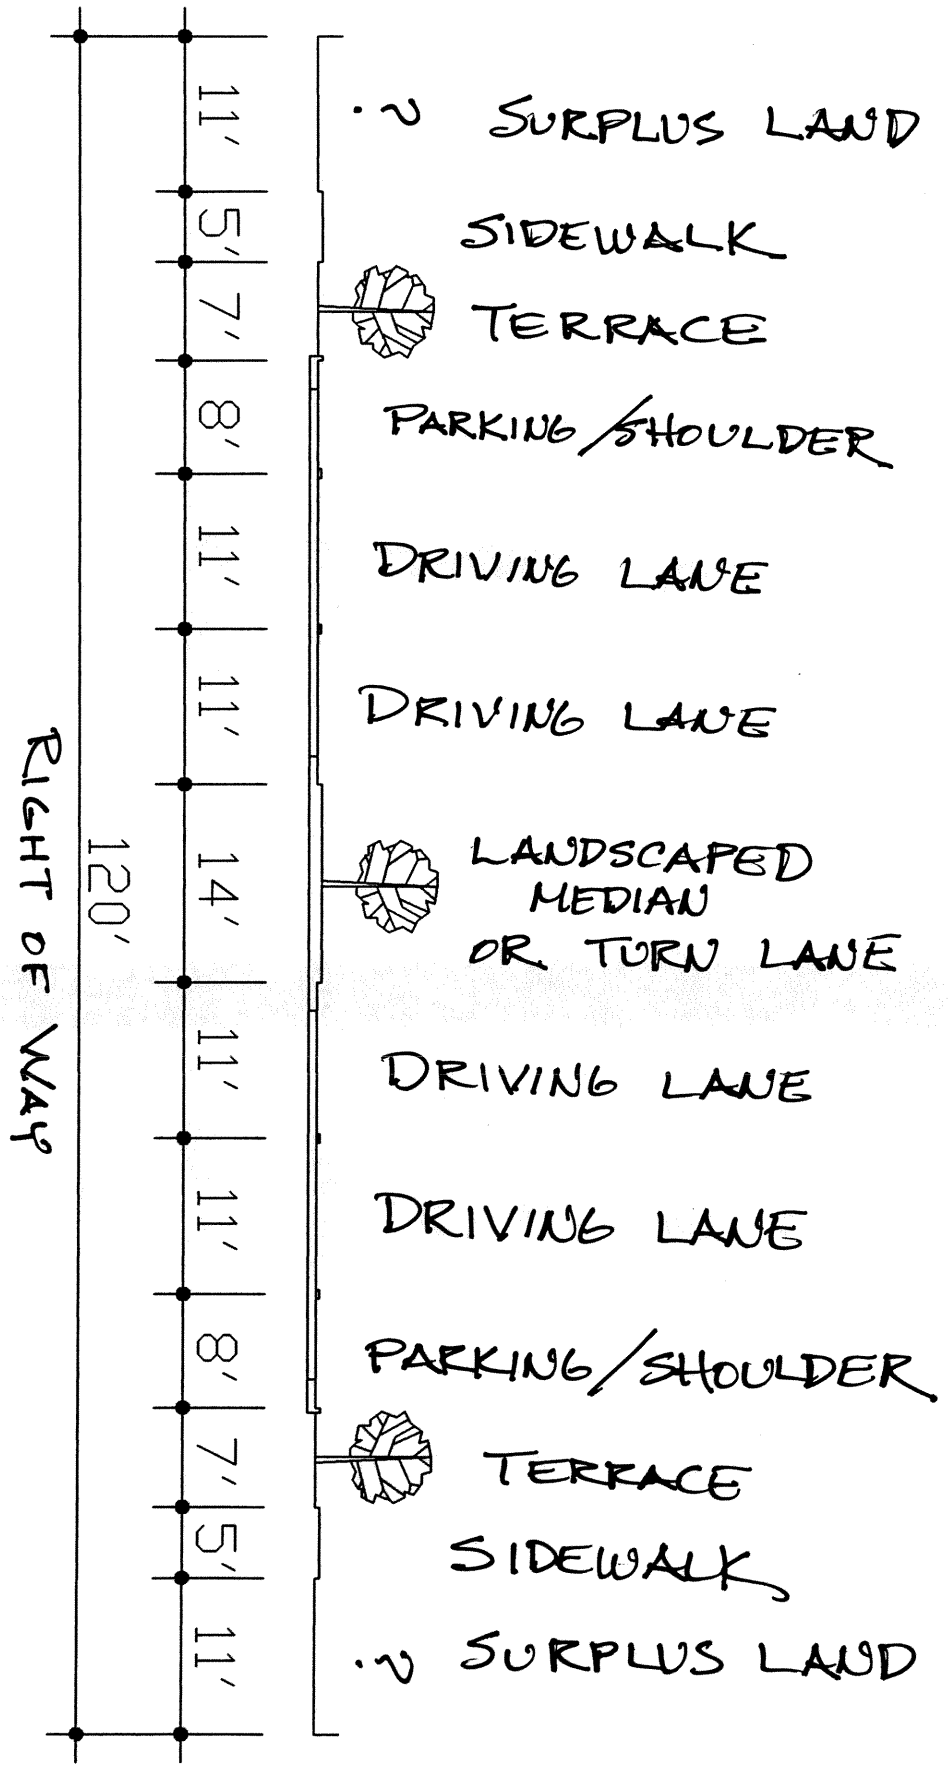 11' ? SURPLUS LAND
5' SIDEWALK
7' TERRACE
8' PARKING/SHOULDER
11' DRIVING LANE
11' DRIVING LANE
14' LANDSCAPED
MEDIAN
OR TURN LANE
11' DRIVING LANE
11' DRIVING LANE
8' PARKING/SHOULDER
7' TERRACE
5' SIDEWALK
11' ? SURPLUS LAND
120'
RIGHT OF WAY